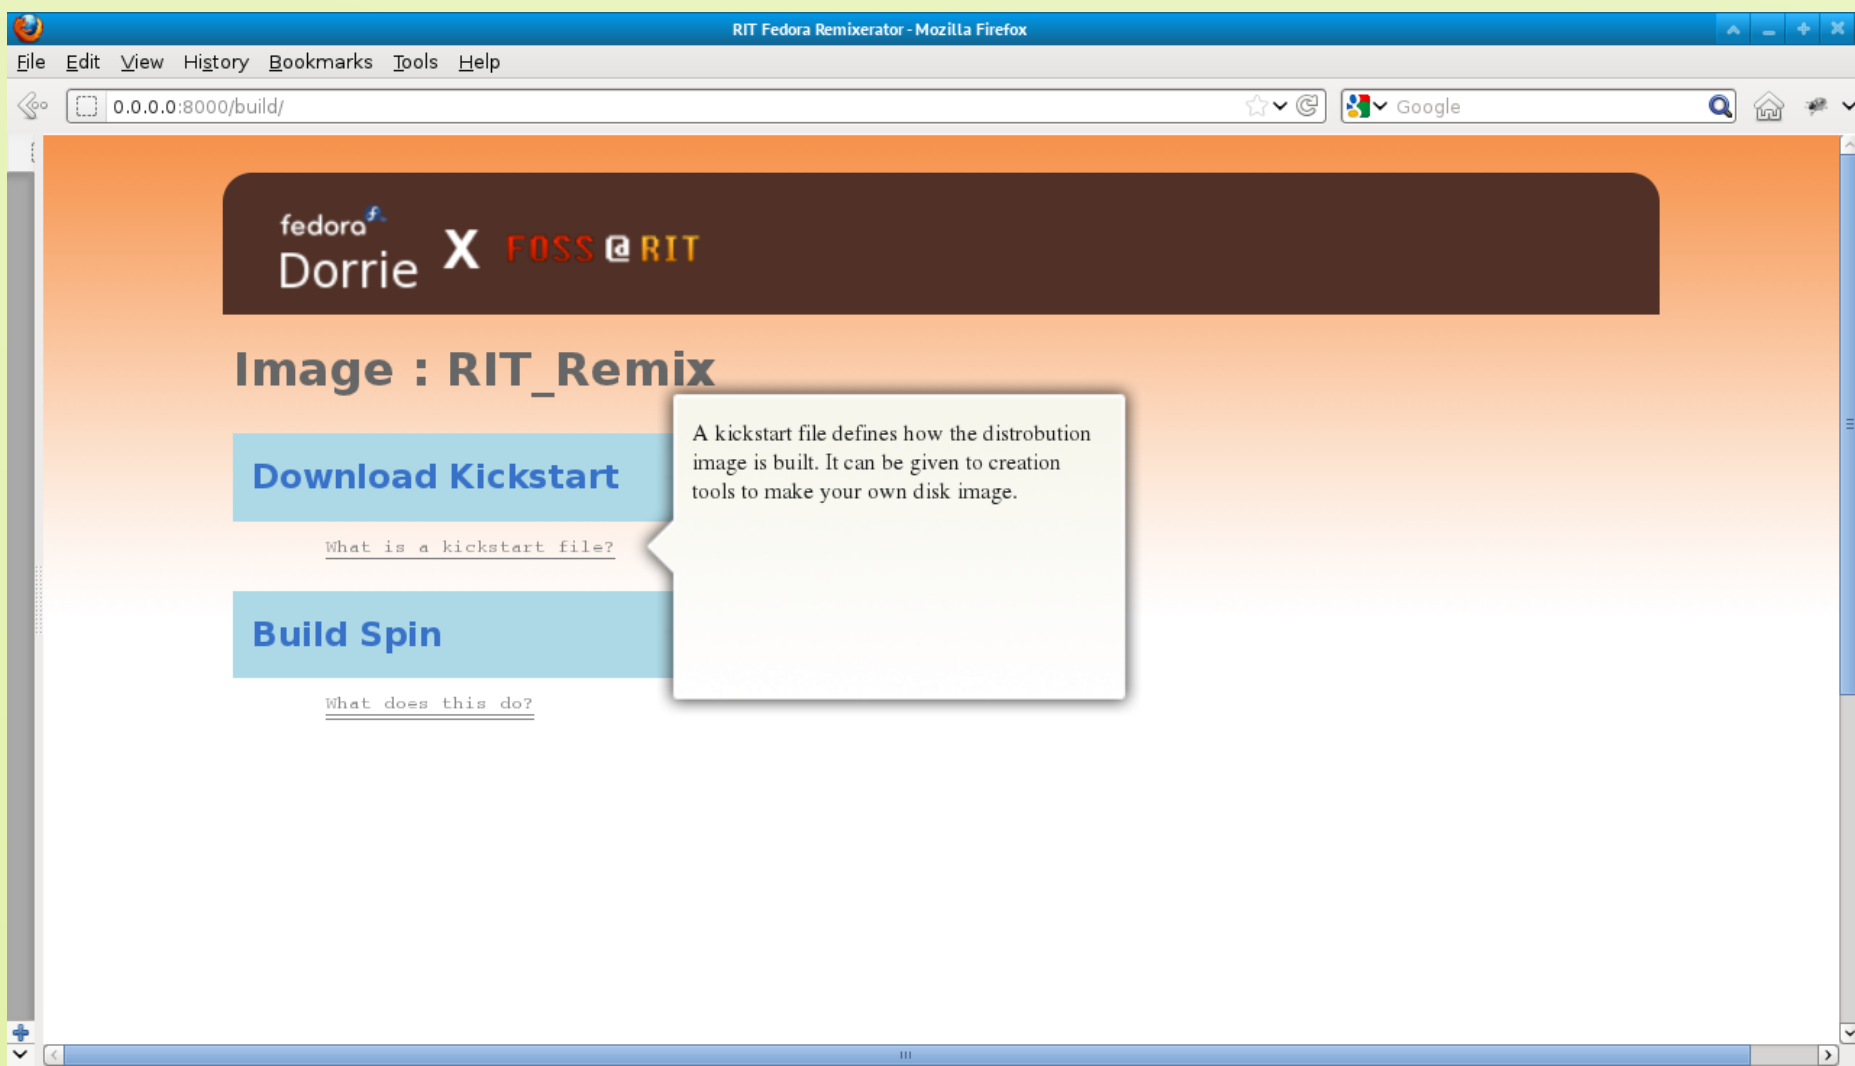 RIT Fedora Remixerator - Mozilla Firefox
File Edit View History Bookmarks Tools Help
0.0.0.0:8000/build/ Google
fedora
Dorrie X FOSS @ RIT
Image : RIT_Remix
Download Kickstart
What is a kickstart file?
A kickstart file defines how the distrobution
image is built. It can be given to creation
tools to make your own disk image.
Build Spin
What does this do?